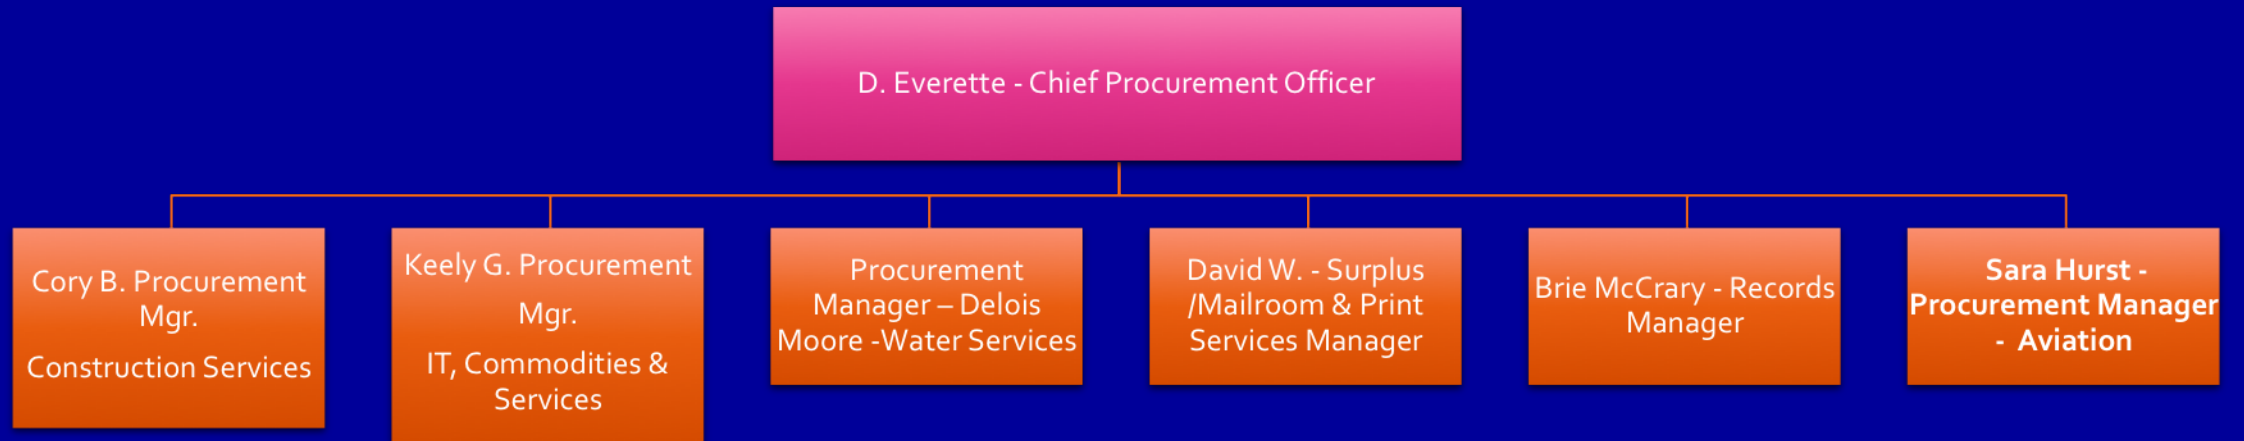 D. Everette - Chief Procurement Officer
Cory B. Procurement
Mgr.
Construction Services
Keely G. Procurement
Mgr.
IT, Commodities &
Services
Procurement
Manager – Delois
Moore -Water Services
David W. - Surplus
/Mailroom & Print
Services Manager
Brie McCrary - Records
Manager
Sara Hurst -
Procurement Manager
- Aviation